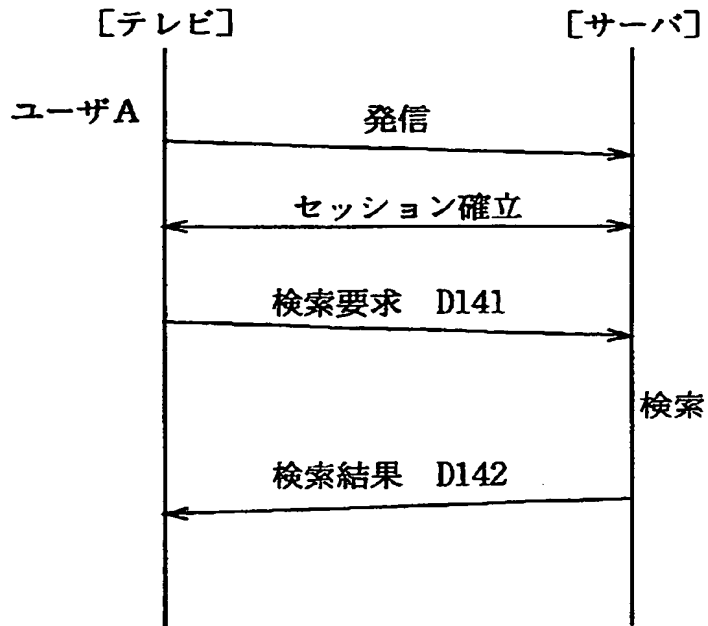 [テレビ]
[サーバ]
ユーザA
発信
セッション確立
検索要求 D141
検索
検索結果 D142